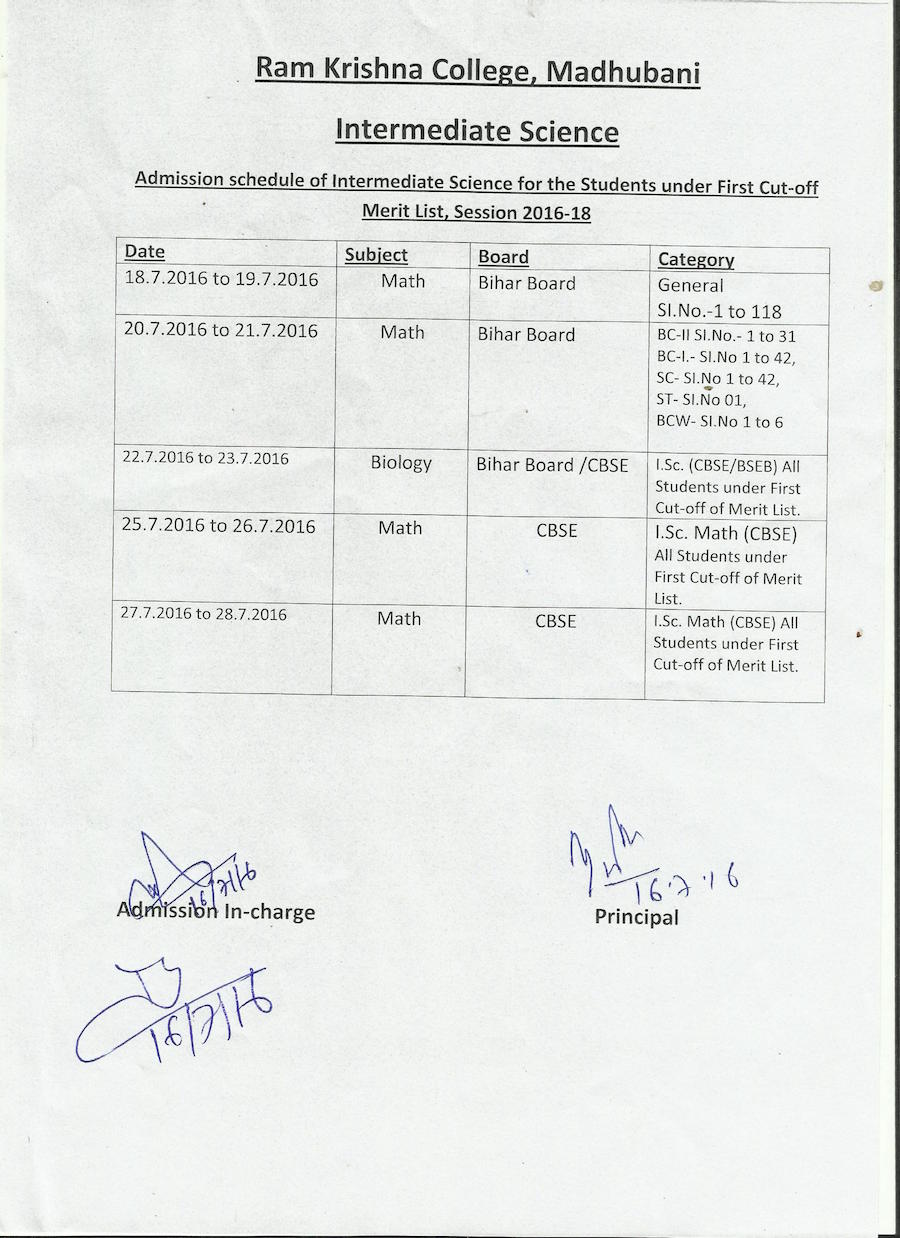 Ram Krishna College, Madhubani
Intermediate Science
Admission schedule of Intermediate Science for the Students under First Cut-off
Merit List, Session 2016-18
Date Subject Board Category
18.7.2016 to 19.7.2016 Math Bihar Board General
SI.No.-1 to 118
20.7.2016 to 21.7.2016 Math Bihar Board BC-II SI.No.- 1 to 31
BC-I.- SI.No 1 to 42,
SC- SI.No 1 to 42,
ST- SI.No 01,
BCW- SI.No 1 to 6
22.7.2016 to 23.7.2016 Biology Bihar Board /CBSE I.Sc. (CBSE/BSEB) All
Students under First
Cut-off of Merit List.
25.7.2016 to 26.7.2016 Math CBSE I.Sc. Math (CBSE)
All Students under
First Cut-off of Merit
List.
27.7.2016 to 28.7.2016 Math CBSE I.Sc. Math (CBSE) All
Students under First
Cut-off of Merit List.
16/7/16 16.7.16
Admission In-charge Principal
16/7/16